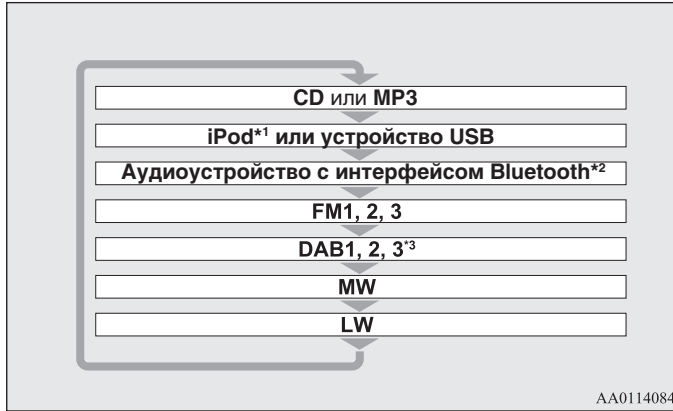 CD или MP3
iPod*1 или устройство USB
Аудиоустройство с интерфейсом Bluetooth*2
FM1, 2, 3
DAB1, 2, 3*3
MW
LW
AA0114084